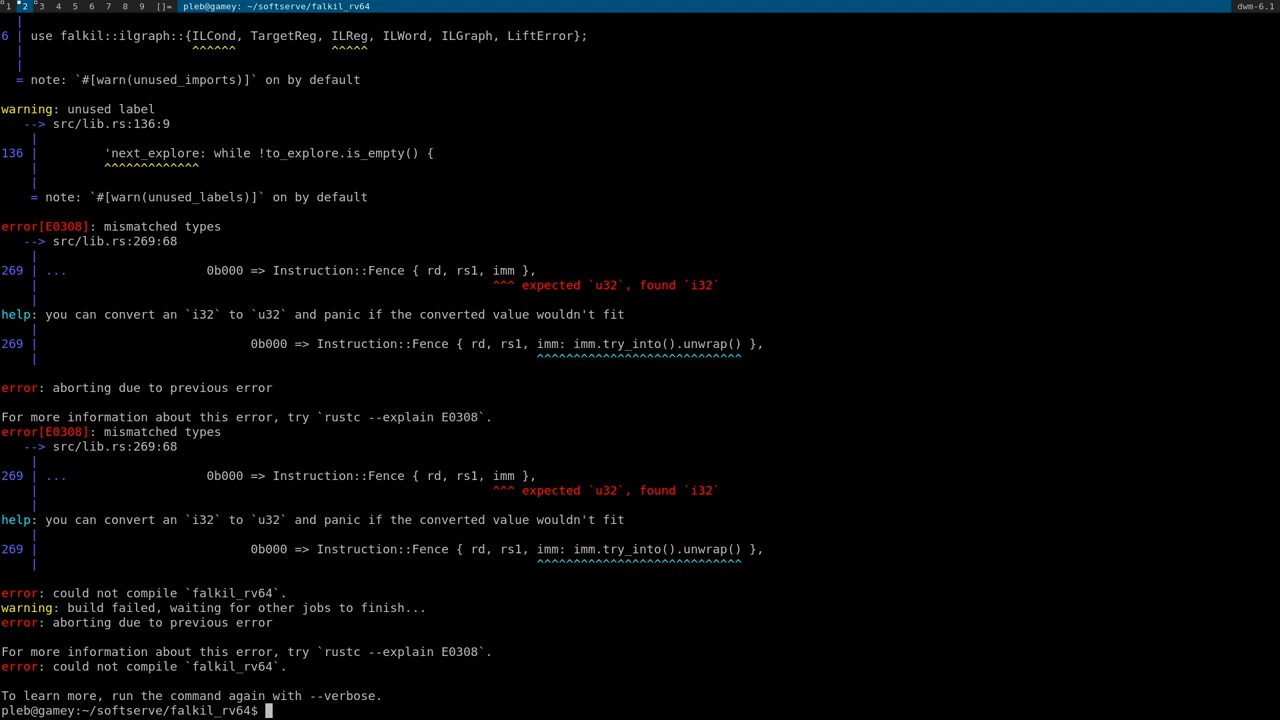 1 2 3 4 5 6 7 8 9 []= pleb@gamey: ~/softserve/falkil_rv64 dwm-6.1
|
6 | use falkil::ilgraph::{ILCond, TargetReg, ILReg, ILWord, ILGraph, LiftError};
| ^^^^^^ ^^^^^
|
= note: `#[warn(unused_imports)]` on by default
warning: unused label
--> src/lib.rs:136:9
|
136 | 'next_explore: while !to_explore.is_empty() {
| ^^^^^^^^^^^^^
|
= note: `#[warn(unused_labels)]` on by default
error[E0308]: mismatched types
--> src/lib.rs:269:68
|
269 | ... 0b000 => Instruction::Fence { rd, rs1, imm },
| ^^^ expected `u32`, found `i32`
|
help: you can convert an `i32` to `u32` and panic if the converted value wouldn't fit
|
269 | 0b000 => Instruction::Fence { rd, rs1, imm: imm.try_into().unwrap() },
| ^^^^^^^^^^^^^^^^^^^^^^^^^^^^
error: aborting due to previous error
For more information about this error, try `rustc --explain E0308`.
error[E0308]: mismatched types
--> src/lib.rs:269:68
|
269 | ... 0b000 => Instruction::Fence { rd, rs1, imm },
| ^^^ expected `u32`, found `i32`
|
help: you can convert an `i32` to `u32` and panic if the converted value wouldn't fit
|
269 | 0b000 => Instruction::Fence { rd, rs1, imm: imm.try_into().unwrap() },
| ^^^^^^^^^^^^^^^^^^^^^^^^^^^^
error: could not compile `falkil_rv64`.
warning: build failed, waiting for other jobs to finish...
error: aborting due to previous error
For more information about this error, try `rustc --explain E0308`.
error: could not compile `falkil_rv64`.
To learn more, run the command again with --verbose.
pleb@gamey:~/softserve/falkil_rv64$